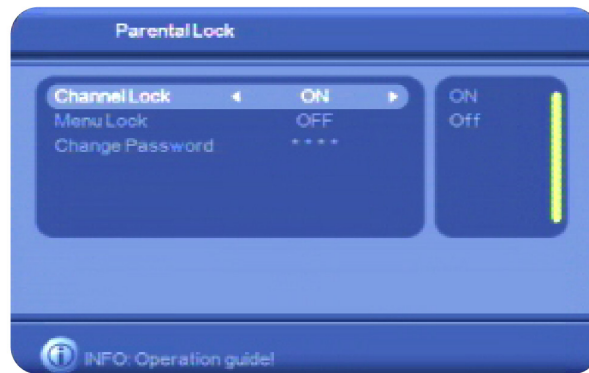 Parental Lock
Channel Lock ON
Menu Lock OFF
Change Password * * * *
ON
Off
INFO: Operation guide!